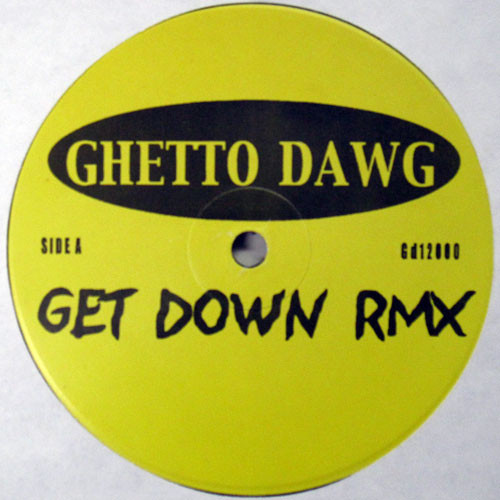 GHETTO DAWG
SIDE A
Gd12000
GET DOWN RMX